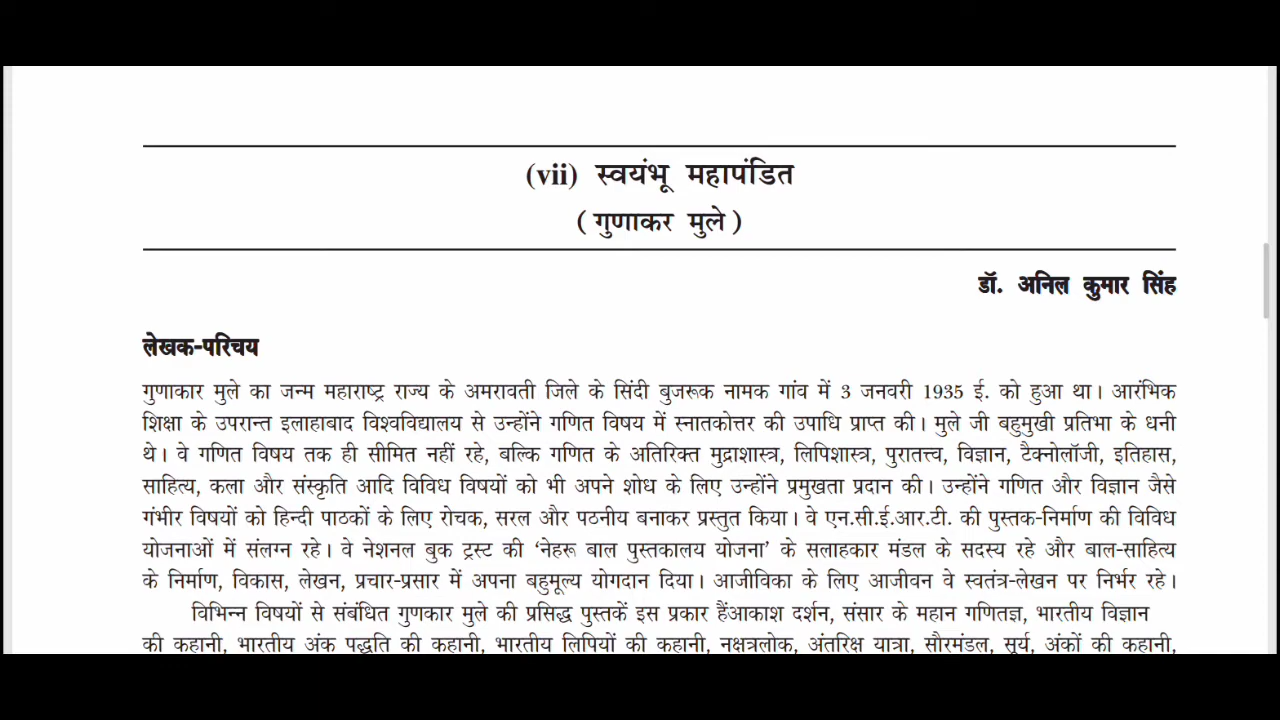 (vii) स्वयंभू महापंडित
( गुणाकर मुले )
डॉ. अनिल कुमार सिंह
लेखक-परिचय
गुणाकार मुले का जन्म महाराष्ट्र राज्य के अमरावती जिले के सिंदी बुजरूक नामक गांव में 3 जनवरी 1935 ई. को हुआ था। आरंभिक
शिक्षा के उपरान्त इलाहाबाद विश्वविद्यालय से उन्होंने गणित विषय में स्नातकोत्तर की उपाधि प्राप्त की। मुले जी बहुमुखी प्रतिभा के धनी
थे। वे गणित विषय तक ही सीमित नहीं रहे, बल्कि गणित के अतिरिक्त मुद्राशास्त्र, लिपिशास्त्र, पुरातत्त्व, विज्ञान, टैक्नोलॉजी, इतिहास,
साहित्य, कला और संस्कृति आदि विविध विषयों को भी अपने शोध के लिए उन्होंने प्रमुखता प्रदान की। उन्होंने गणित और विज्ञान जैसे
गंभीर विषयों को हिन्दी पाठकों के लिए रोचक, सरल और पठनीय बनाकर प्रस्तुत किया। वे एन.सी.ई.आर.टी. की पुस्तक-निर्माण की विविध
योजनाओं में संलग्न रहे। वे नेशनल बुक ट्रस्ट की 'नेहरू बाल पुस्तकालय योजना' के सलाहकार मंडल के सदस्य रहे और बाल-साहित्य
के निर्माण, विकास, लेखन, प्रचार-प्रसार में अपना बहुमूल्य योगदान दिया। आजीविका के लिए आजीवन वे स्वतंत्र-लेखन पर निर्भर रहे।
विभिन्न विषयों से संबंधित गुणकार मुले की प्रसिद्ध पुस्तकें इस प्रकार हैंआकाश दर्शन, संसार के महान गणितज्ञ, भारतीय विज्ञान
की कहानी, भारतीय अंक पद्धति की कहानी, भारतीय लिपियों की कहानी, नक्षत्रलोक, अंतरिक्ष यात्रा, सौरमंडल, सूर्य, अंकों की कहानी,